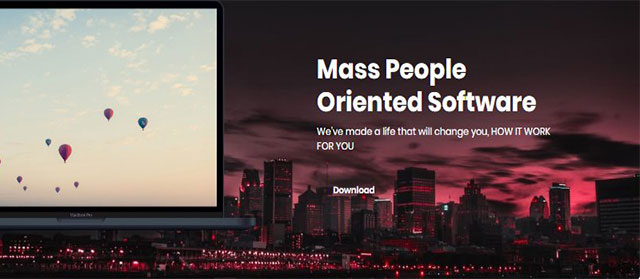 Mass People
Oriented Software
We've made a life that will change you, HOW IT WORK
FOR YOU
Download
MacBook Pro